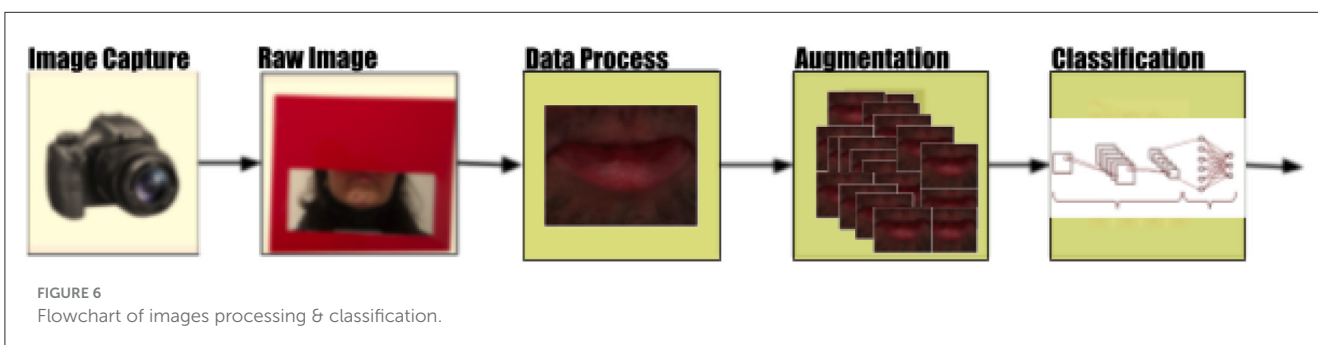 Image Capture
Raw Image
Data Process
Augmentation
Classification
FIGURE 6
Flowchart of images processing & classification.